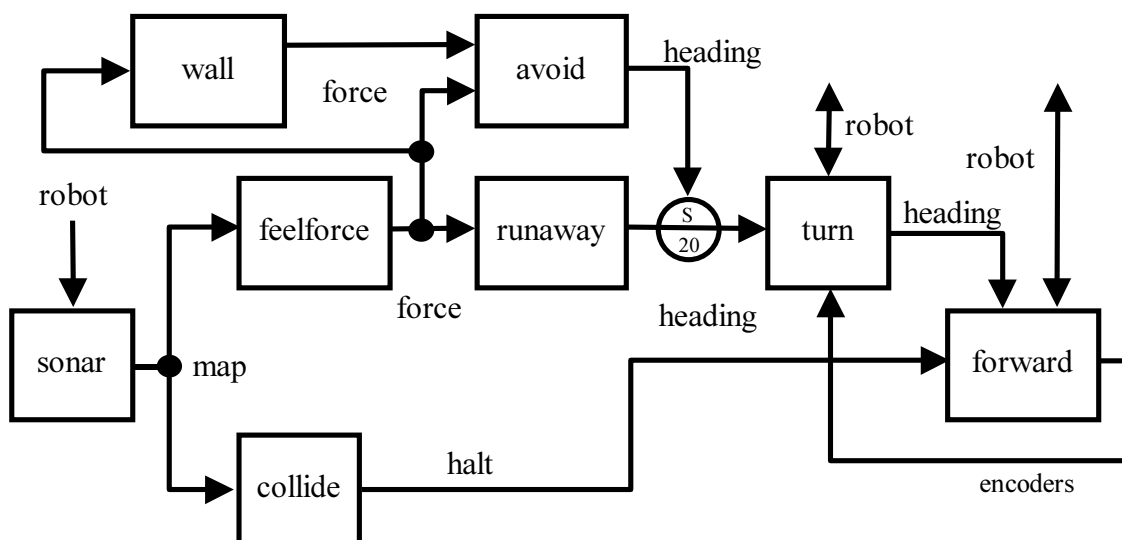 wall
force
avoid
heading
robot
robot
robot
feelforce
runaway
S
20
turn
heading
force
heading
sonar
map
forward
collide
halt
encoders